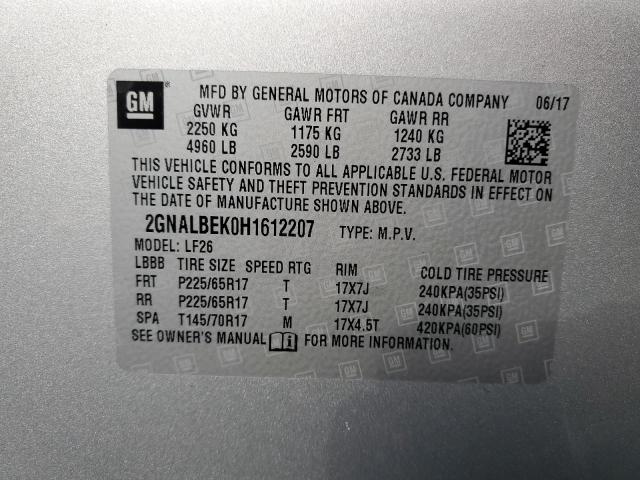 GM ® MFD BY GENERAL MOTORS OF CANADA COMPANY 06/17
GVWR GAWR FRT GAWR RR
2250 KG 1175 KG 1240 KG
4960 LB 2590 LB 2733 LB
THIS VEHICLE CONFORMS TO ALL APPLICABLE U.S. FEDERAL MOTOR
VEHICLE SAFETY AND THEFT PREVENTION STANDARDS IN EFFECT ON
THE DATE OF MANUFACTURE SHOWN ABOVE.
2GNALBEK0H1612207 TYPE: M.P.V.
MODEL: LF26
LBBB TIRE SIZE SPEED RTG RIM COLD TIRE PRESSURE
FRT P225/65R17 T 17X7J 240KPA(35PSI)
RR P225/65R17 T 17X7J 240KPA(35PSI)
SPA T145/70R17 M 17X4.5T 420KPA(60PSI)
SEE OWNER'S MANUAL FOR MORE INFORMATION.